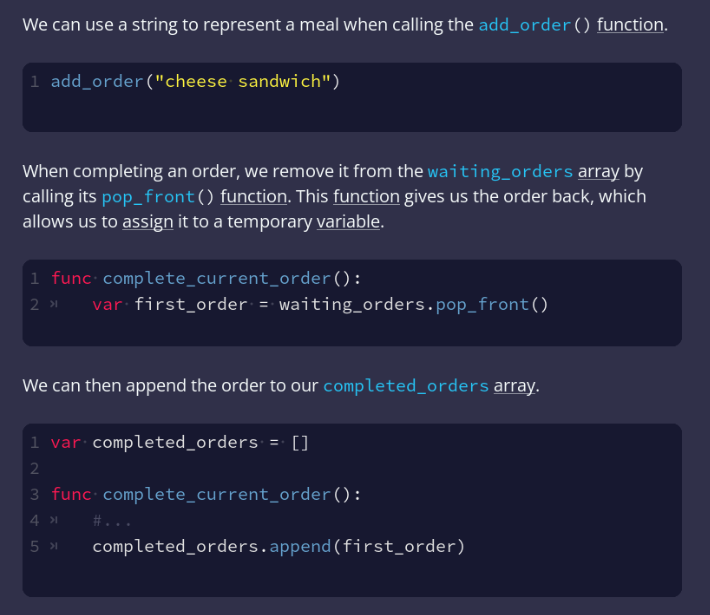 We can use a string to represent a meal when calling the add_order() function.
1 add_order("cheese sandwich")
When completing an order, we remove it from the waiting_orders array by
calling its pop_front() function. This function gives us the order back, which
allows us to assign it to a temporary variable.
1 func complete_current_order():
2     var first_order = waiting_orders.pop_front()
We can then append the order to our completed_orders array.
1 var completed_orders = []
2
3 func complete_current_order():
4     #...
5     completed_orders.append(first_order)